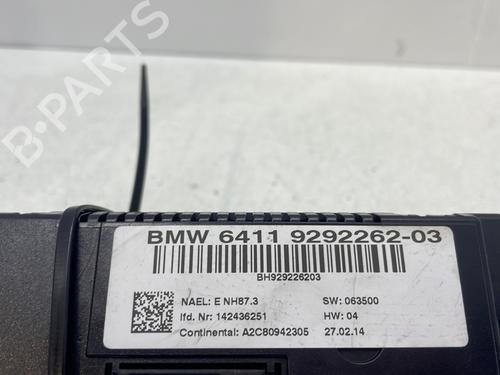 B-PARTS
BMW 6411 9292262-03
BH929226203
NAEL: E NH87.3 SW: 063500
lfd. Nr: 142436251 HW: 04
Continental: A2C80942305 27.02.14